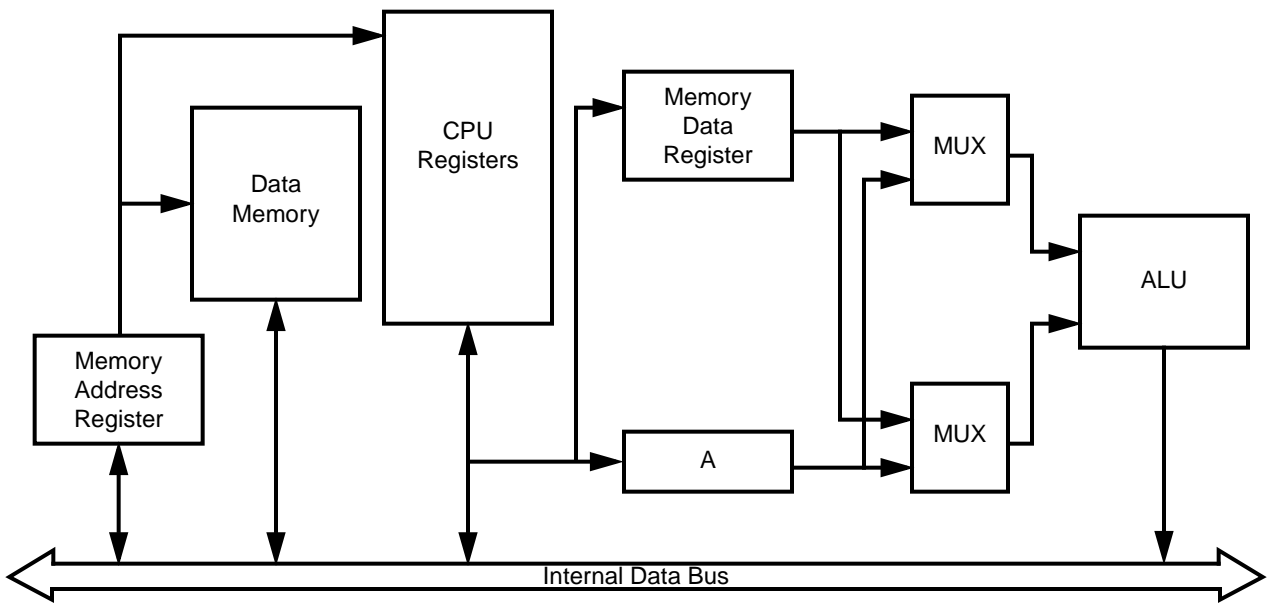 CPU
Registers
Memory
Data
Register
MUX
Data
Memory
ALU
Memory
Address
Register
MUX
A
Internal Data Bus